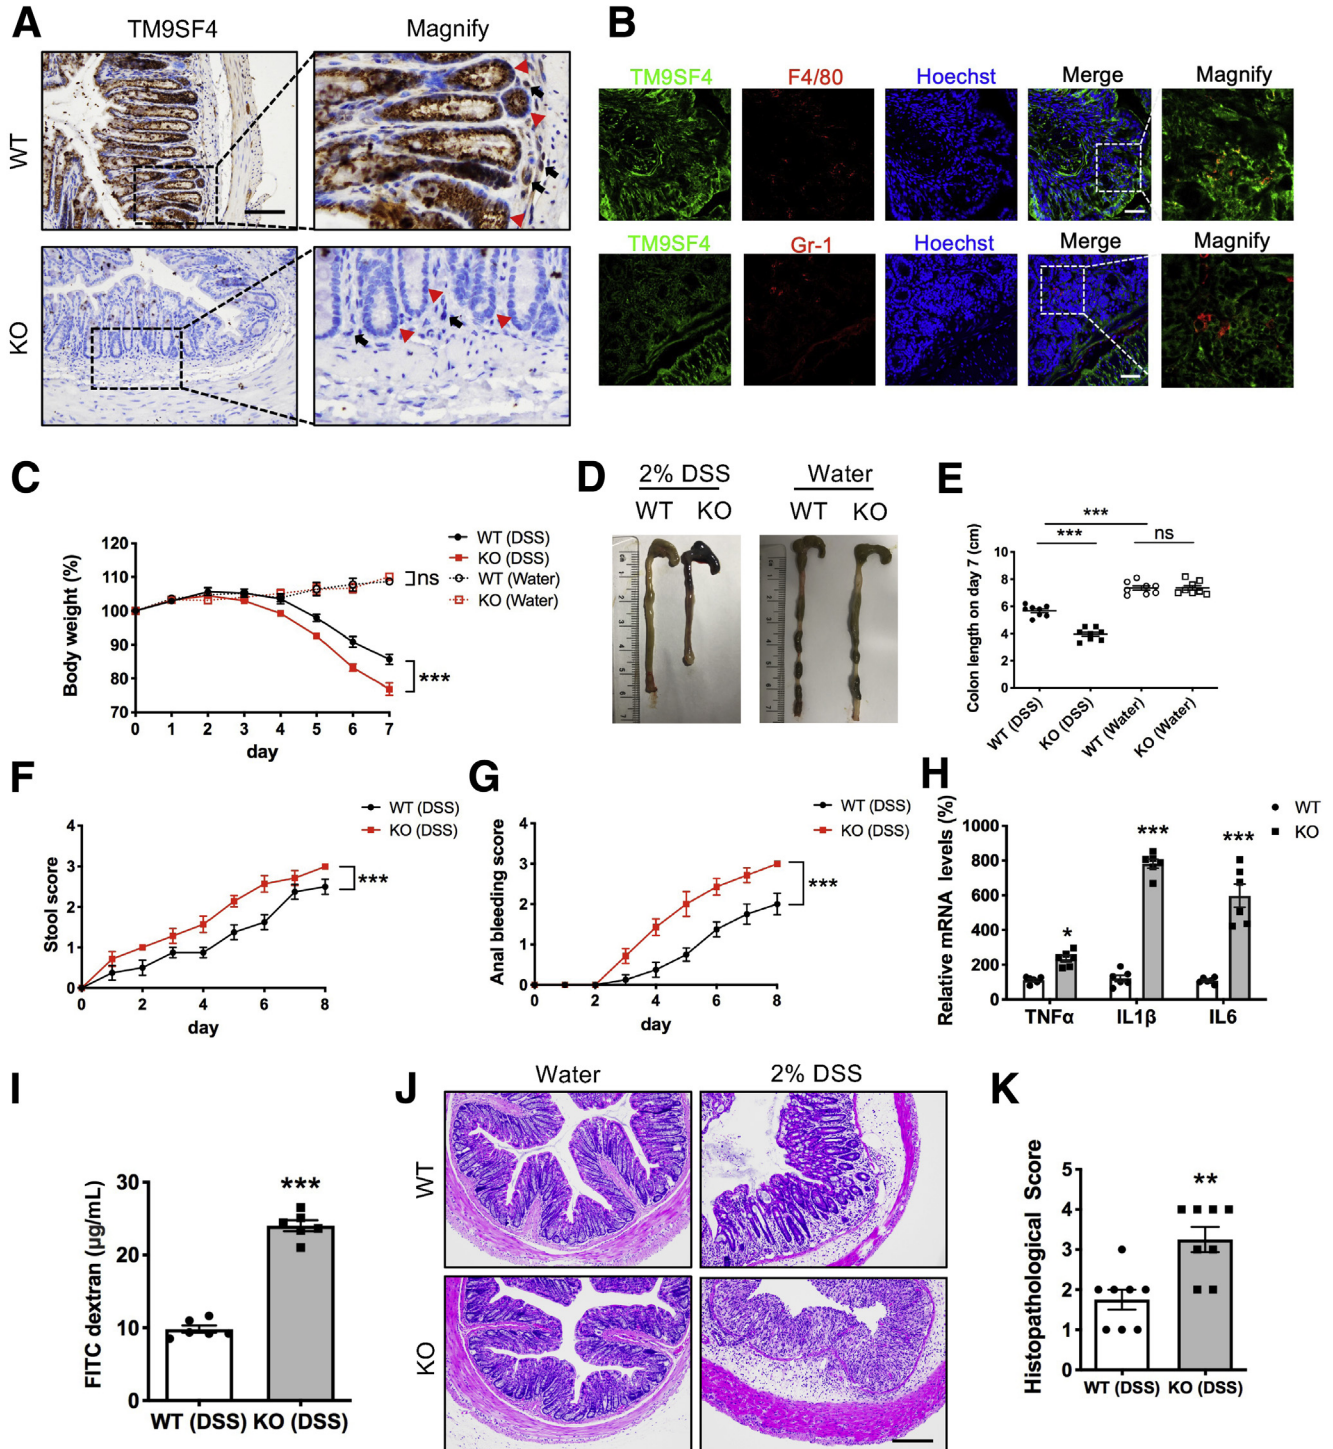 A
TM9SF4
Magnify
WT
KO
B
TM9SF4
F4/80
Hoechst
Merge
Magnify
TM9SF4
Gr-1
Hoechst
Merge
Magnify
C
Body weight (%)
120
110
100
90
80
70
0 1 2 3 4 5 6 7
day
WT (DSS)
KO (DSS)
WT (Water)
KO (Water)
ns
***
D
2% DSS
WT KO
Water
WT KO
E
Colon length on day 7 (cm)
10
8
6
4
2
0
***
***
ns
WT (DSS)
KO (DSS)
WT (Water)
KO (Water)
F
Stool score
4
3
2
1
0
0 2 4 6 8
day
WT (DSS)
KO (DSS)
***
G
Anal bleeding score
4
3
2
1
0
0 2 4 6 8
day
WT (DSS)
KO (DSS)
***
H
Relative mRNA levels (%)
1000
800
600
400
200
0
*
***
***
TNFα IL1β IL6
WT
KO
I
FITC dextran (μg/mL)
30
20
10
0
***
WT (DSS) KO (DSS)
J
Water
2% DSS
WT
KO
K
Histopathological Score
5
4
3
2
1
0
**
WT (DSS) KO (DSS)